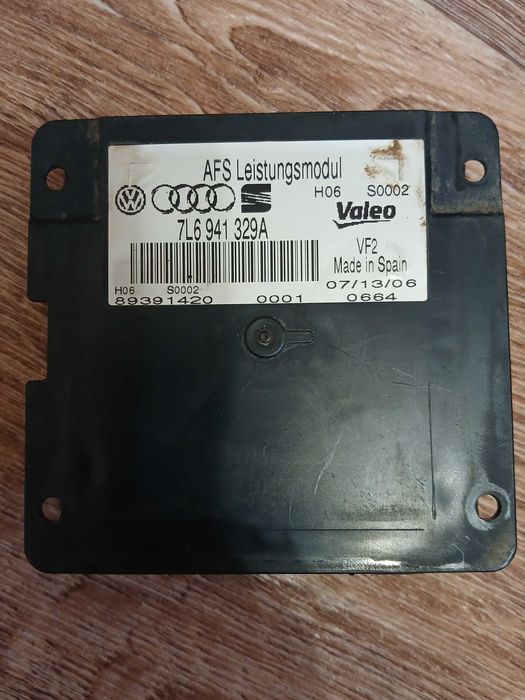 AFS Leistungsmodul
H06 S0002
7L6 941 329A
Valeo
VF2
Made in Spain
H06 S0002
07/13/06
89391420 0001 0664